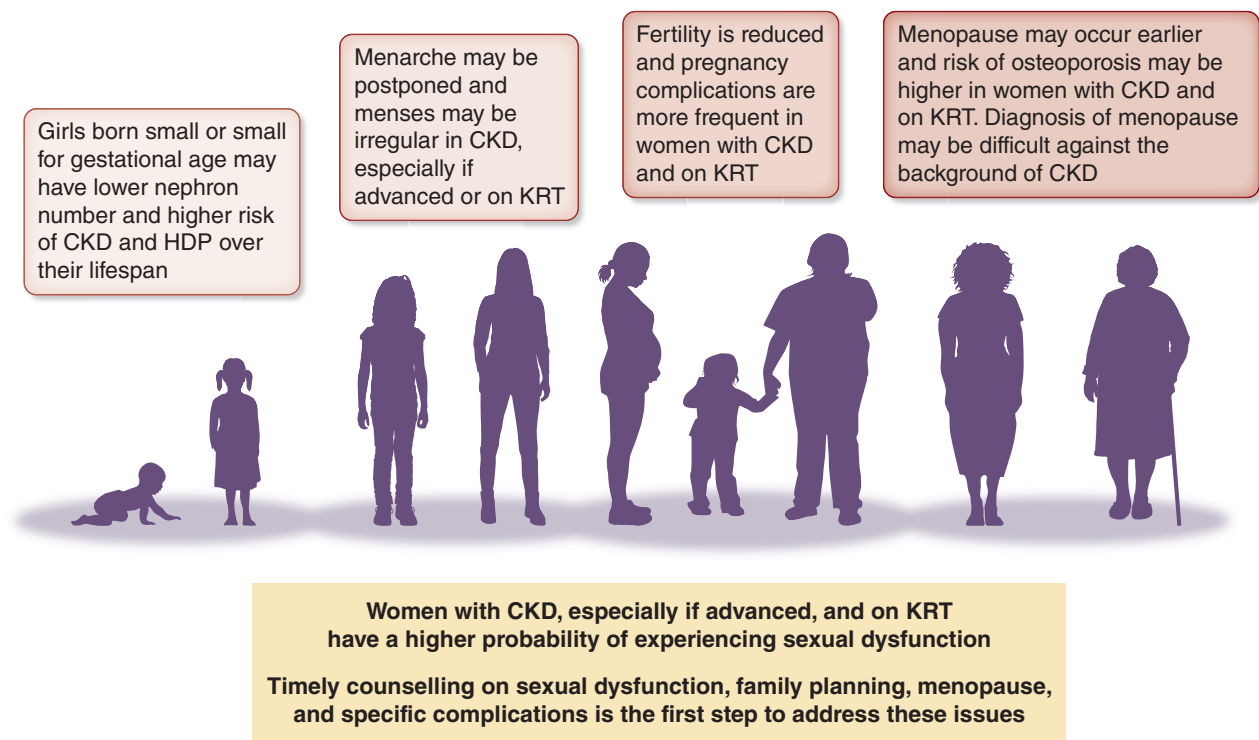 Girls born small or small
for gestational age may
have lower nephron
number and higher risk
of CKD and HDP over
their lifespan
Menarche may be
postponed and
menses may be
irregular in CKD,
especially if
advanced or on KRT
Fertility is reduced
and pregnancy
complications are
more frequent in
women with CKD
and on KRT
Menopause may occur earlier
and risk of osteoporosis may be
higher in women with CKD and
on KRT. Diagnosis of menopause
may be difficult against the
background of CKD
Women with CKD, especially if advanced, and on KRT
have a higher probability of experiencing sexual dysfunction
Timely counselling on sexual dysfunction, family planning, menopause,
and specific complications is the first step to address these issues